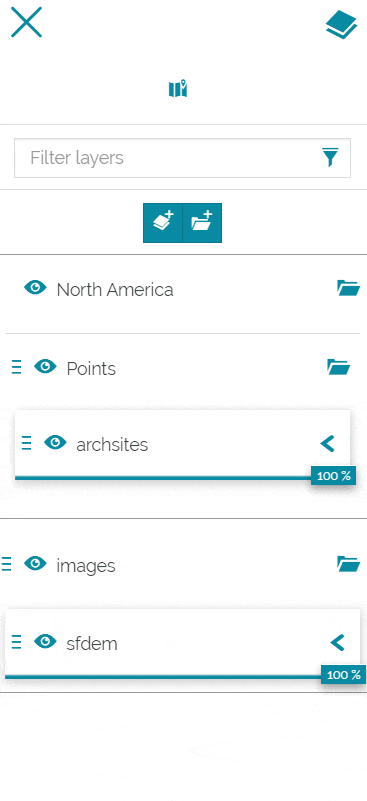 Filter layers
North America
Points
archsites
100 %
images
sfdem
100 %